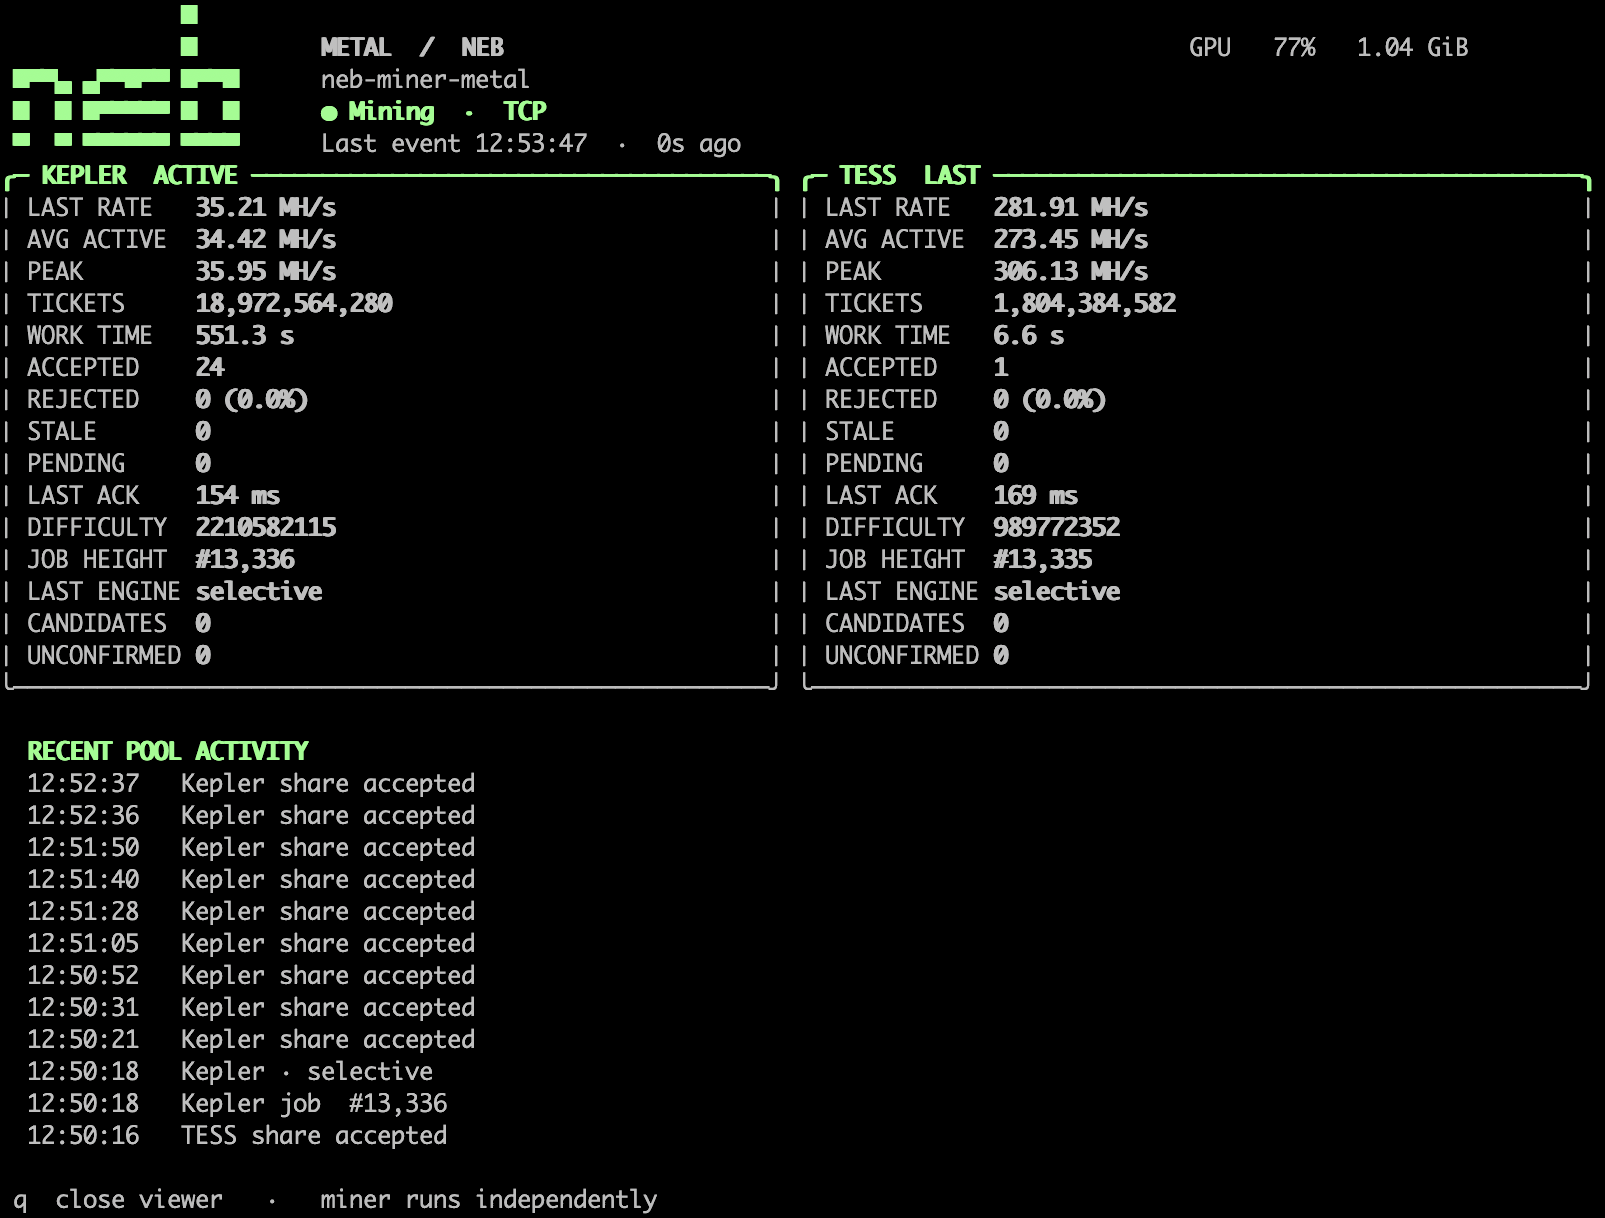 neb
METAL / NEB
GPU 77% 1.04 GiB
neb-miner-metal
● Mining · TCP
Last event 12:53:47 · 0s ago
KEPLER ACTIVE
LAST RATE 35.21 MH/s
AVG ACTIVE 34.42 MH/s
PEAK 35.95 MH/s
TICKETS 18,972,564,280
WORK TIME 551.3 s
ACCEPTED 24
REJECTED 0 (0.0%)
STALE 0
PENDING 0
LAST ACK 154 ms
DIFFICULTY 2210582115
JOB HEIGHT #13,336
LAST ENGINE selective
CANDIDATES 0
UNCONFIRMED 0
TESS LAST
LAST RATE 281.91 MH/s
AVG ACTIVE 273.45 MH/s
PEAK 306.13 MH/s
TICKETS 1,804,384,582
WORK TIME 6.6 s
ACCEPTED 1
REJECTED 0 (0.0%)
STALE 0
PENDING 0
LAST ACK 169 ms
DIFFICULTY 989772352
JOB HEIGHT #13,335
LAST ENGINE selective
CANDIDATES 0
UNCONFIRMED 0
RECENT POOL ACTIVITY
12:52:37 Kepler share accepted
12:52:36 Kepler share accepted
12:51:50 Kepler share accepted
12:51:40 Kepler share accepted
12:51:28 Kepler share accepted
12:51:05 Kepler share accepted
12:50:52 Kepler share accepted
12:50:31 Kepler share accepted
12:50:21 Kepler share accepted
12:50:18 Kepler · selective
12:50:18 Kepler job #13,336
12:50:16 TESS share accepted
q close viewer · miner runs independently